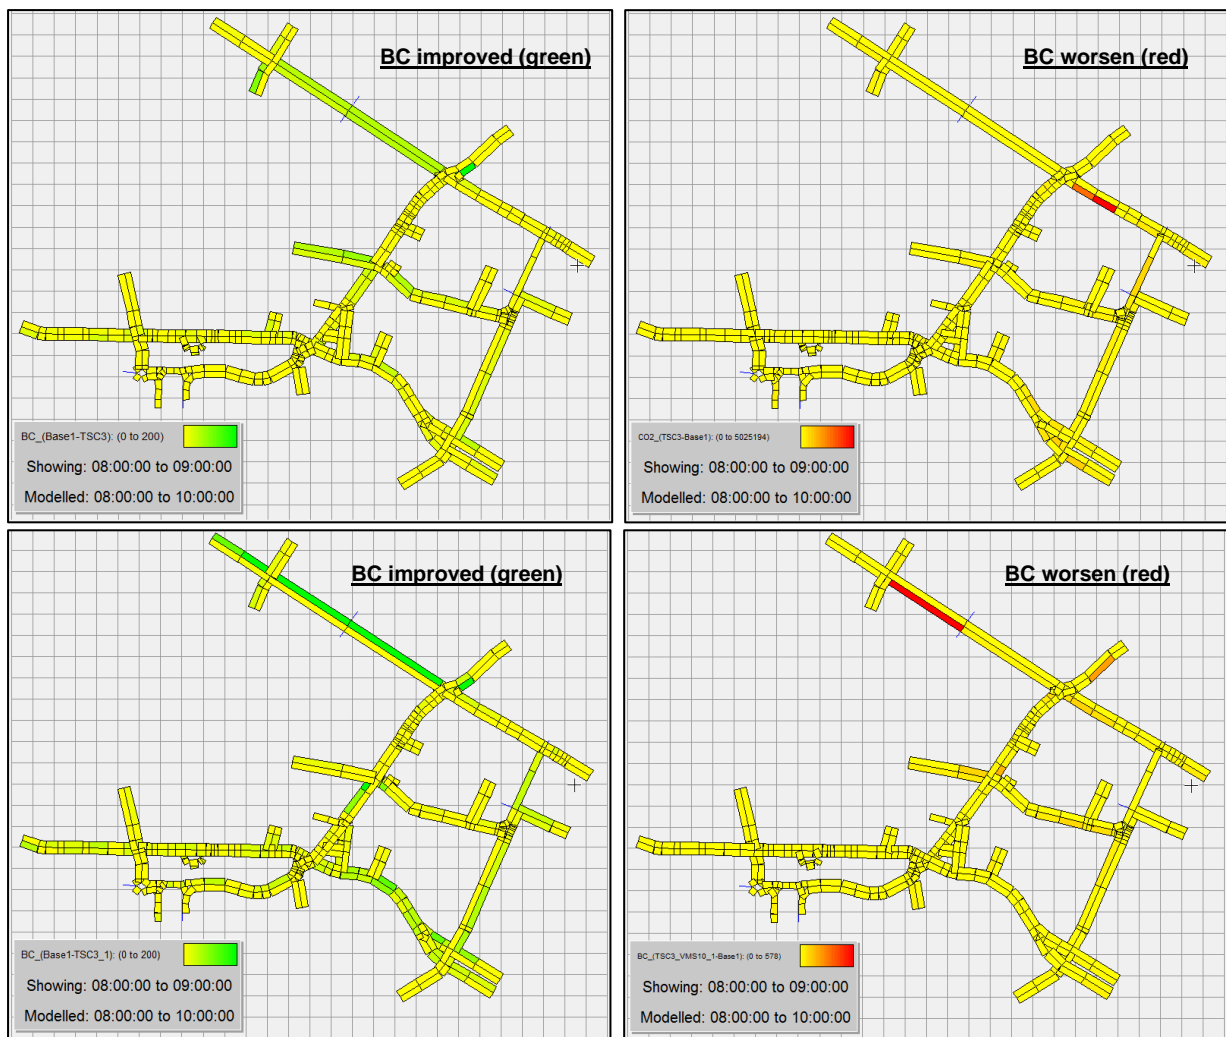 BC improved (green)
BC_(Base1-TSC3): (0 to 200)
Showing: 08:00:00 to 09:00:00
Modelled: 08:00:00 to 10:00:00
BC worsen (red)
CO2_(TSC3-Base1): (0 to 5025194)
Showing: 08:00:00 to 09:00:00
Modelled: 08:00:00 to 10:00:00
BC improved (green)
BC_(Base1-TSC3_1): (0 to 200)
Showing: 08:00:00 to 09:00:00
Modelled: 08:00:00 to 10:00:00
BC worsen (red)
BC_(TSC3_VMS10_1-Base1): (0 to 578)
Showing: 08:00:00 to 09:00:00
Modelled: 08:00:00 to 10:00:00